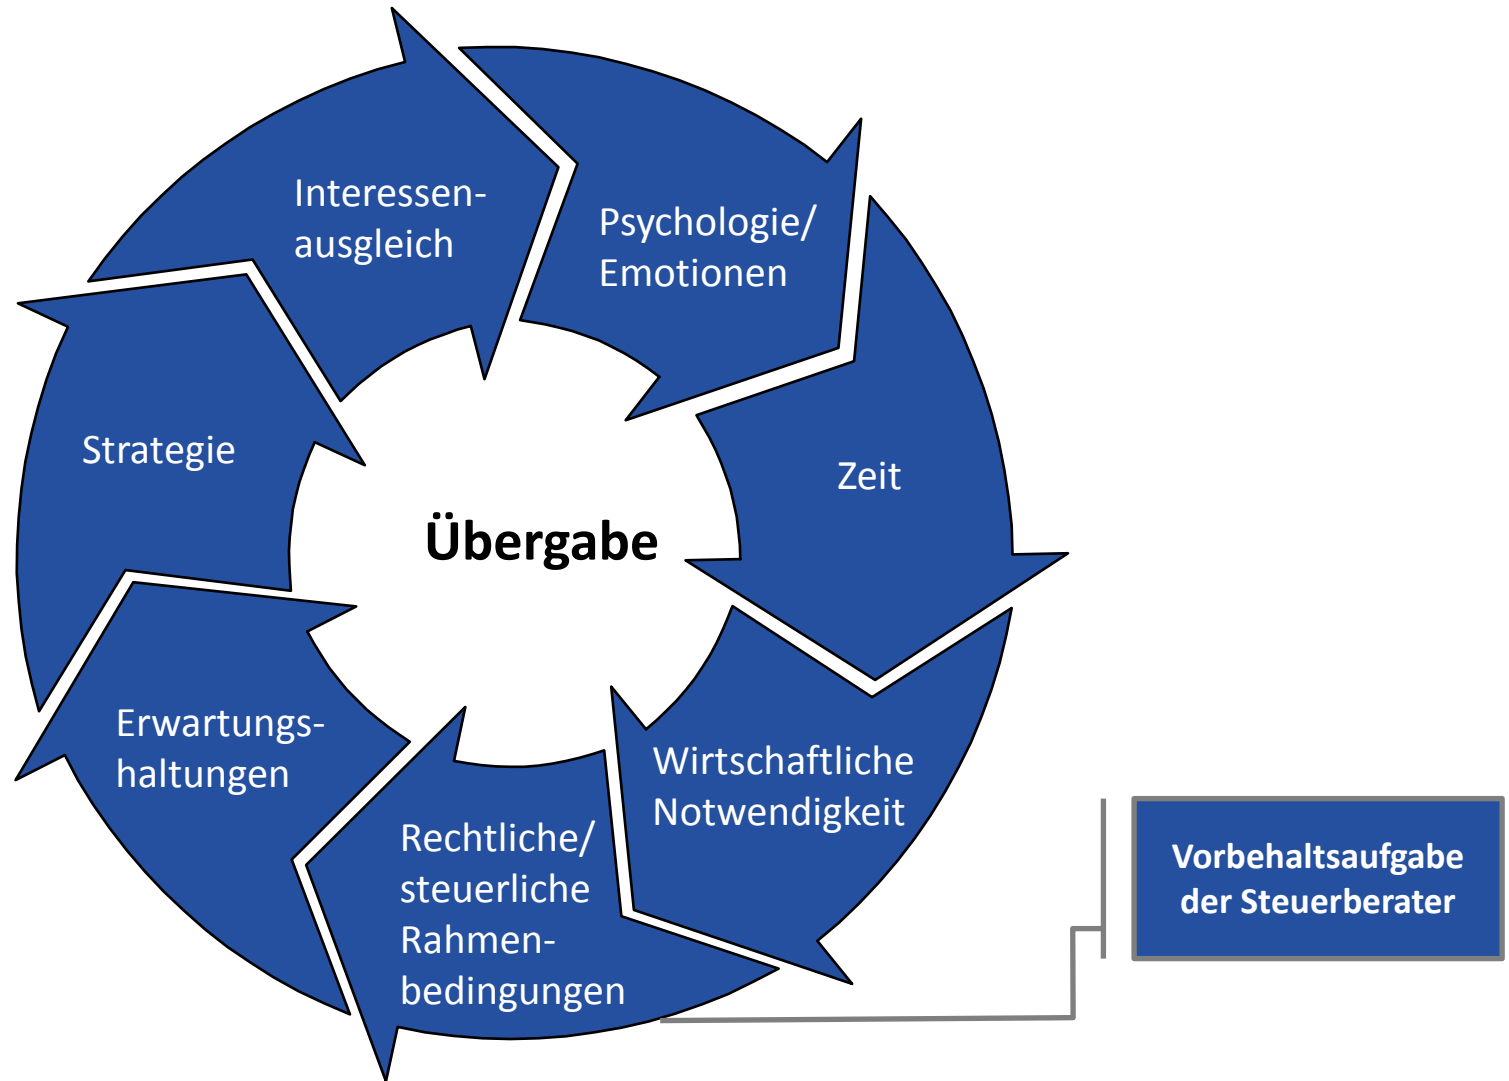 Interessen-
ausgleich
Psychologie/
Emotionen
Strategie
Zeit
Übergabe
Erwartungs-
haltungen
Wirtschaftliche
Notwendigkeit
Rechtliche/
steuerliche
Rahmen-
bedingungen
Vorbehaltsaufgabe
der Steuerberater